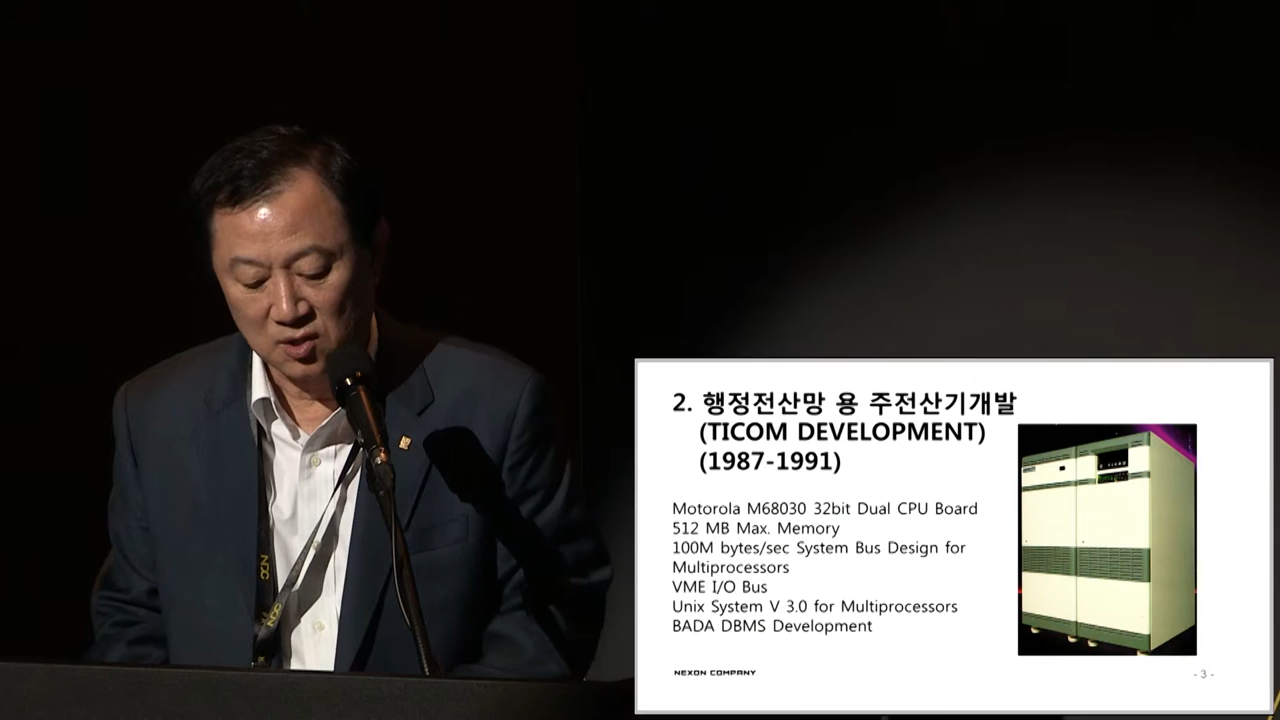 2. 행정전산망 용 주전산기개발
(TICOM DEVELOPMENT)
(1987-1991)
Motorola M68030 32bit Dual CPU Board
512 MB Max. Memory
100M bytes/sec System Bus Design for
Multiprocessors
VME I/O Bus
Unix System V 3.0 for Multiprocessors
BADA DBMS Development
NEXON COMPANY
- 3 -
NDC
NDC